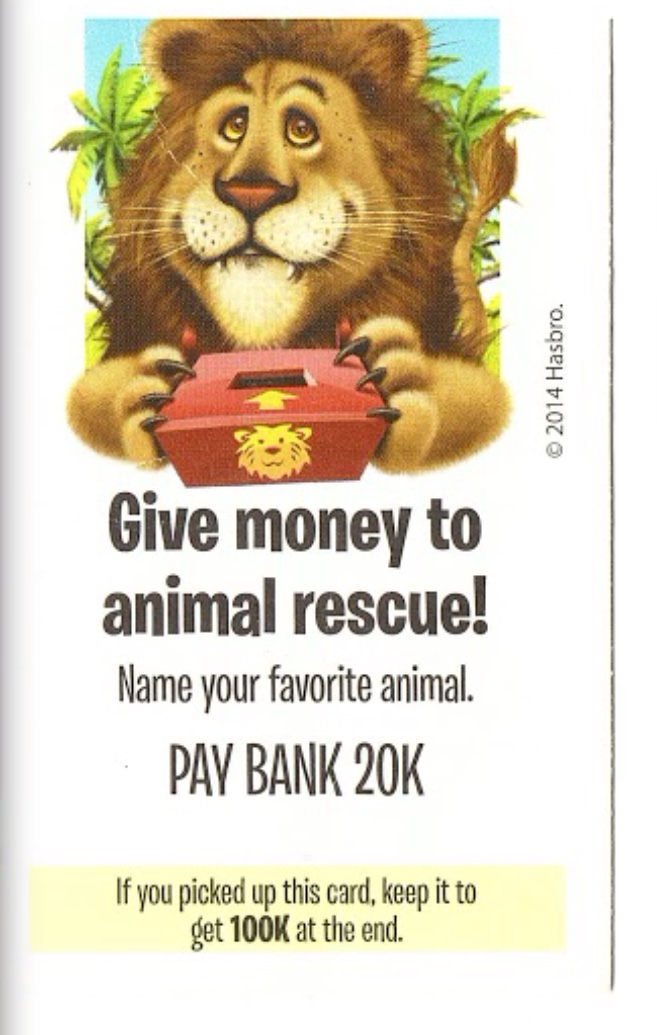 © 2014 Hasbro.
Give money to
animal rescue!
Name your favorite animal.
PAY BANK 20K
If you picked up this card, keep it to
get 100K at the end.